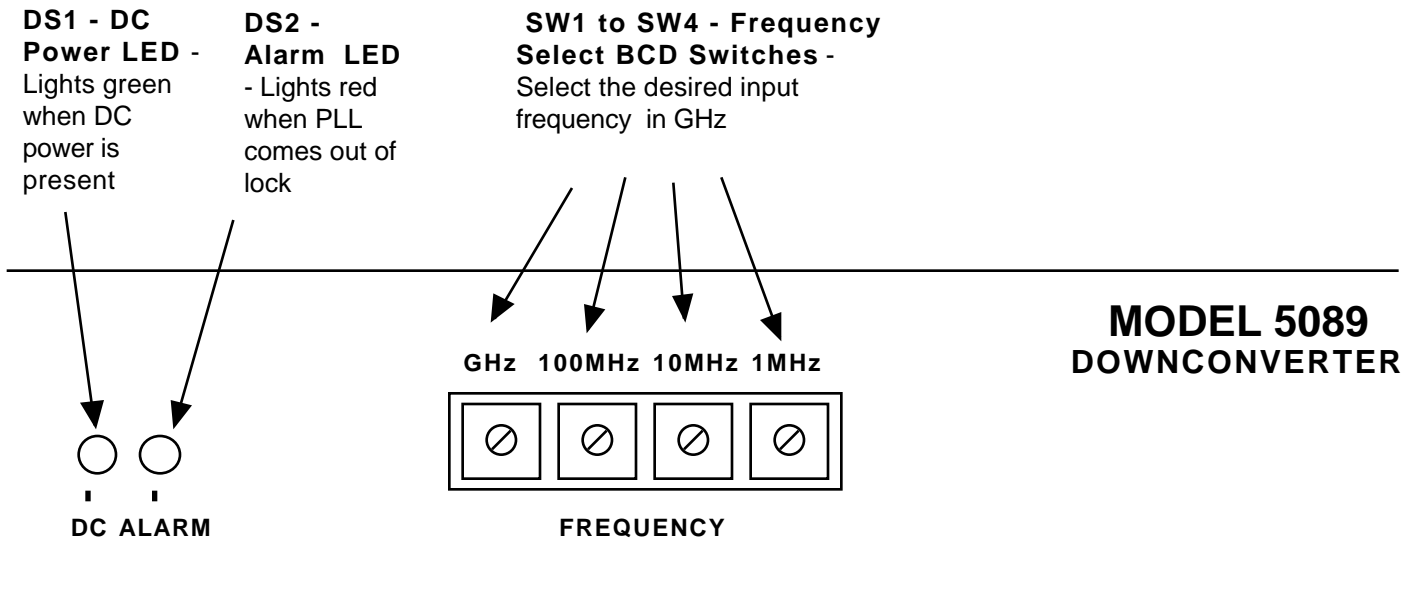 DS1 - DC
Power LED -
Lights green
when DC
power is
present
DS2 -
Alarm LED
- Lights red
when PLL
comes out of
lock
SW1 to SW4 - Frequency
Select BCD Switches -
Select the desired input
frequency in GHz
MODEL 5089
DOWNCONVERTER
GHz 100MHz 10MHz 1MHz
DC ALARM
FREQUENCY